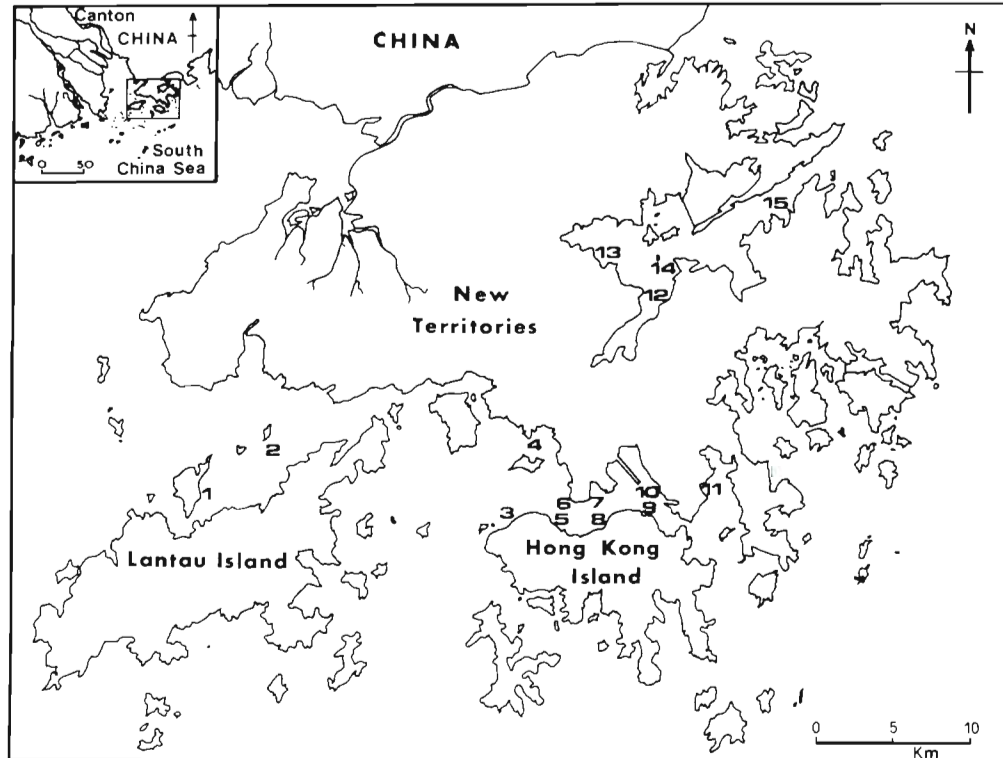 Canton
CHINA
0 50
South
China Sea
CHINA
N
15
13
14
12
New
Territories
2
4
1
10
11
6 7
9
3
5 8
Lantau Island
Hong Kong
Island
0 10
Km